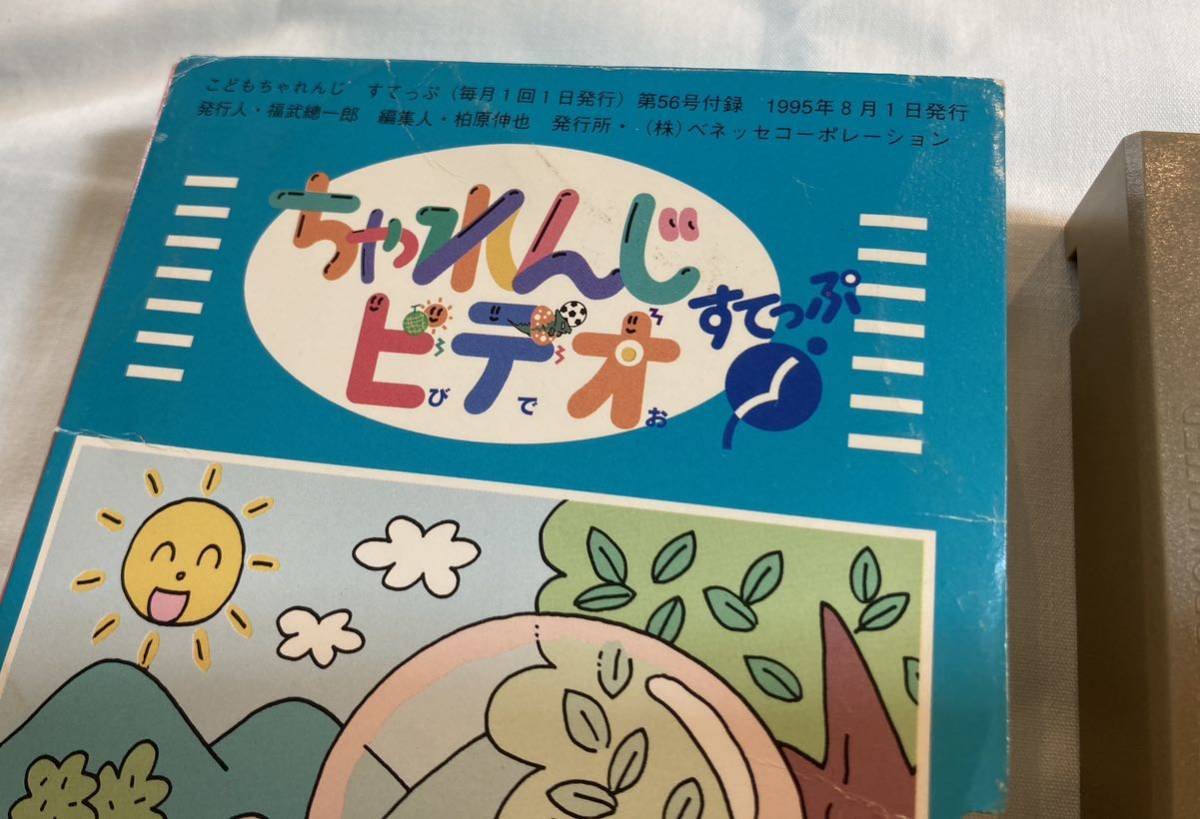 こどもちゃれんじ すてっぷ（毎月1回1日発行）第56号付録 1995年8月1日発行
発行人・福武總一郎 編集人・柏原伸也 発行所・（株）ベネッセコーポレーション
ちゃれんじ
ビデオ
びでお
すてっぷ